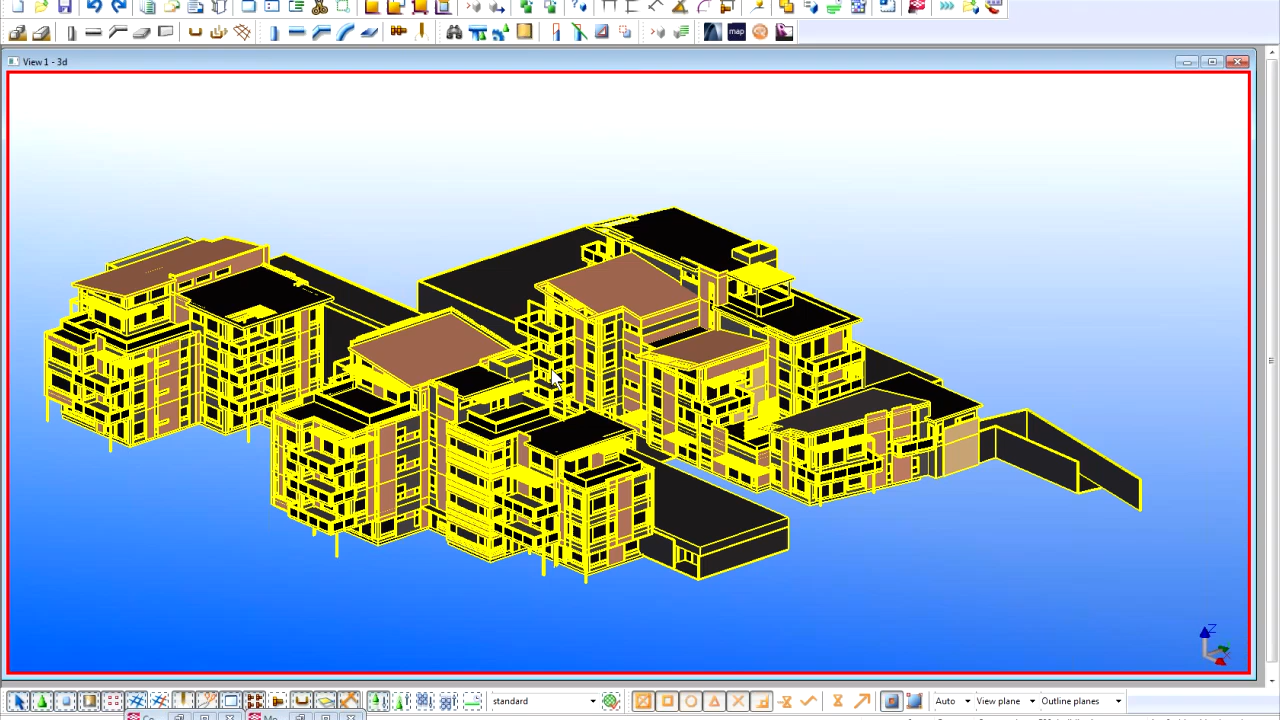 map
View 1 - 3d
Z
standard
Auto
View plane
Outline planes